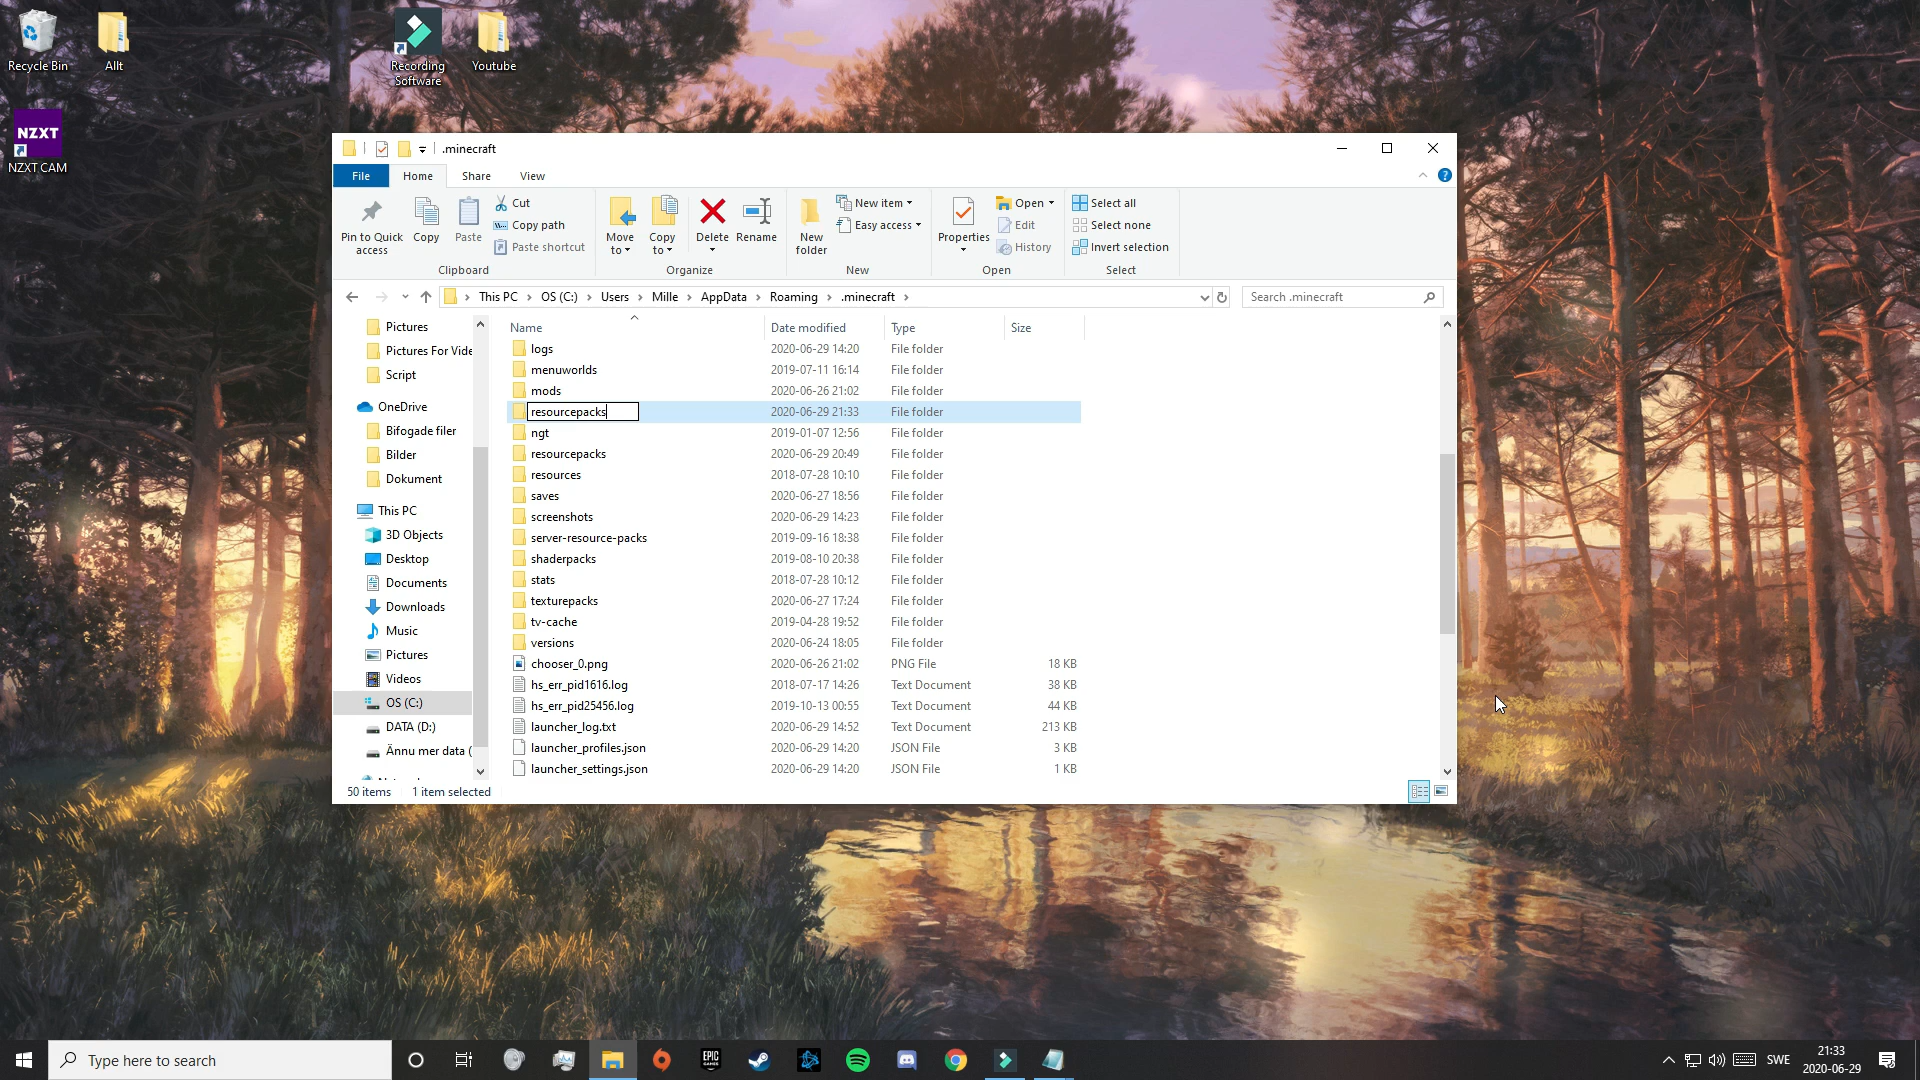 Recycle Bin
Allt
Recording
Software
Youtube
NZXT
NZXT CAM
.minecraft
File
Home
Share
View
Pin to Quick
access
Copy
Paste
Cut
Copy path
Paste shortcut
Clipboard
Move
to
Copy
to
Delete
Rename
Organize
New
folder
New item
Easy access
New
Properties
Open
Edit
History
Open
Select all
Select none
Invert selection
Select
This PC > OS (C:) > Users > Mille > AppData > Roaming > .minecraft >
Search .minecraft
Pictures
Pictures For Vide
Script
OneDrive
Bifogade filer
Bilder
Dokument
This PC
3D Objects
Desktop
Documents
Downloads
Music
Pictures
Videos
OS (C:)
DATA (D:)
Ännu mer data (
Name Date modified Type Size
logs 2020-06-29 14:20 File folder
menuworlds 2019-07-11 16:14 File folder
mods 2020-06-26 21:02 File folder
resourcepacks 2020-06-29 21:33 File folder
ngt 2019-01-07 12:56 File folder
resourcepacks 2020-06-29 20:49 File folder
resources 2018-07-28 10:10 File folder
saves 2020-06-27 18:56 File folder
screenshots 2020-06-29 14:23 File folder
server-resource-packs 2019-09-16 18:38 File folder
shaderpacks 2019-08-10 20:38 File folder
stats 2018-07-28 10:12 File folder
texturepacks 2020-06-27 17:24 File folder
tv-cache 2019-04-28 19:52 File folder
versions 2020-06-24 18:05 File folder
chooser_0.png 2020-06-26 21:02 PNG File 18 KB
hs_err_pid1616.log 2018-07-17 14:26 Text Document 38 KB
hs_err_pid25456.log 2019-10-13 00:55 Text Document 44 KB
launcher_log.txt 2020-06-29 14:52 Text Document 213 KB
launcher_profiles.json 2020-06-29 14:20 JSON File 3 KB
launcher_settings.json 2020-06-29 14:20 JSON File 1 KB
50 items 1 item selected
Type here to search
EPIC
GAMES
SWE
21:33
2020-06-29